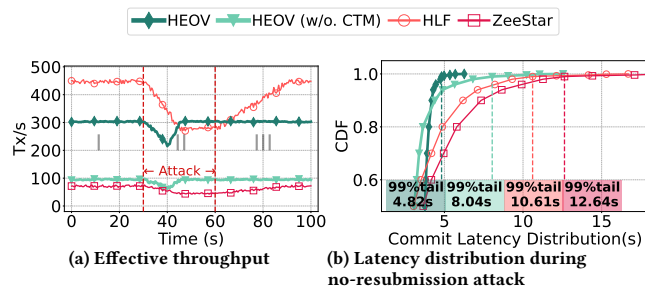 HEOV HEOV (w/o. CTM) HLF ZeeStar
500
400
300
200
100
0
Tx/s
I II III
← Attack →
0 20 40 60 80 100
Time (s)
(a) Effective throughput
1.0
0.8
0.6
CDF
99%tail 99%tail 99%tail 99%tail
4.82s 8.04s 10.61s 12.64s
5 10 15
Commit Latency Distribution(s)
(b) Latency distribution during
no-resubmission attack